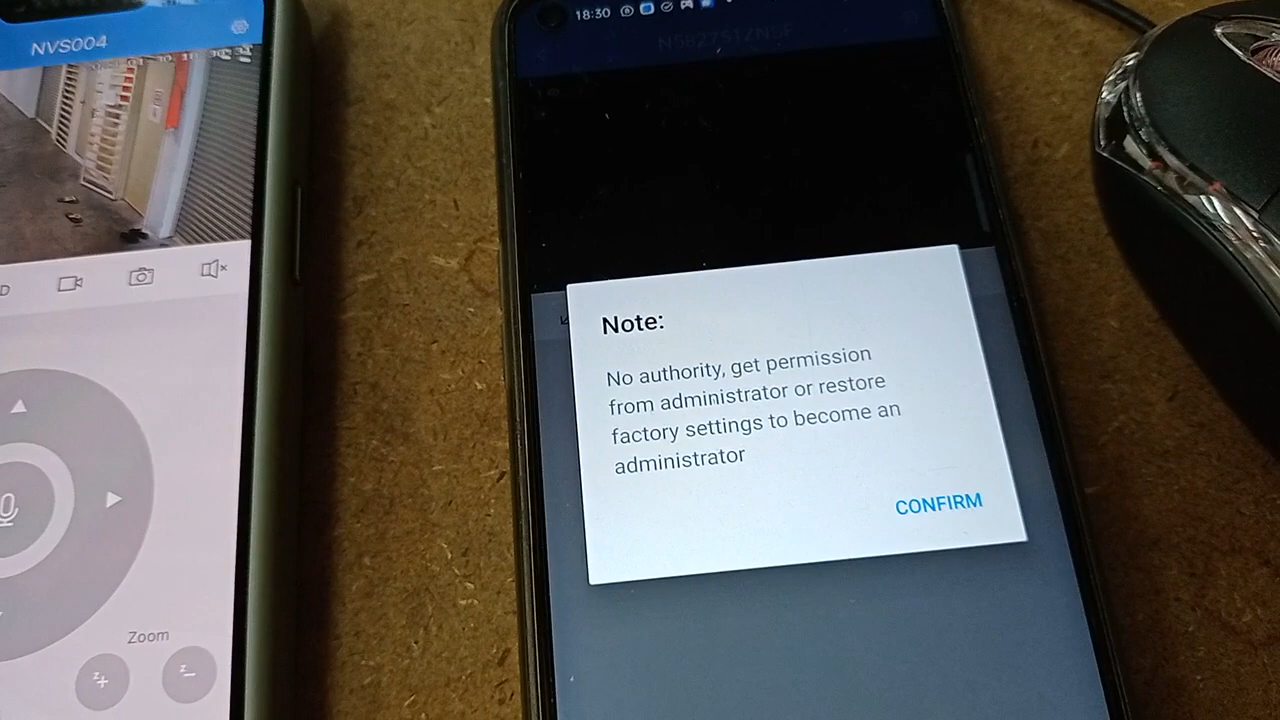 NVS004
18:30
Note:
No authority, get permission
from administrator or restore
factory settings to become an
administrator
CONFIRM
Zoom